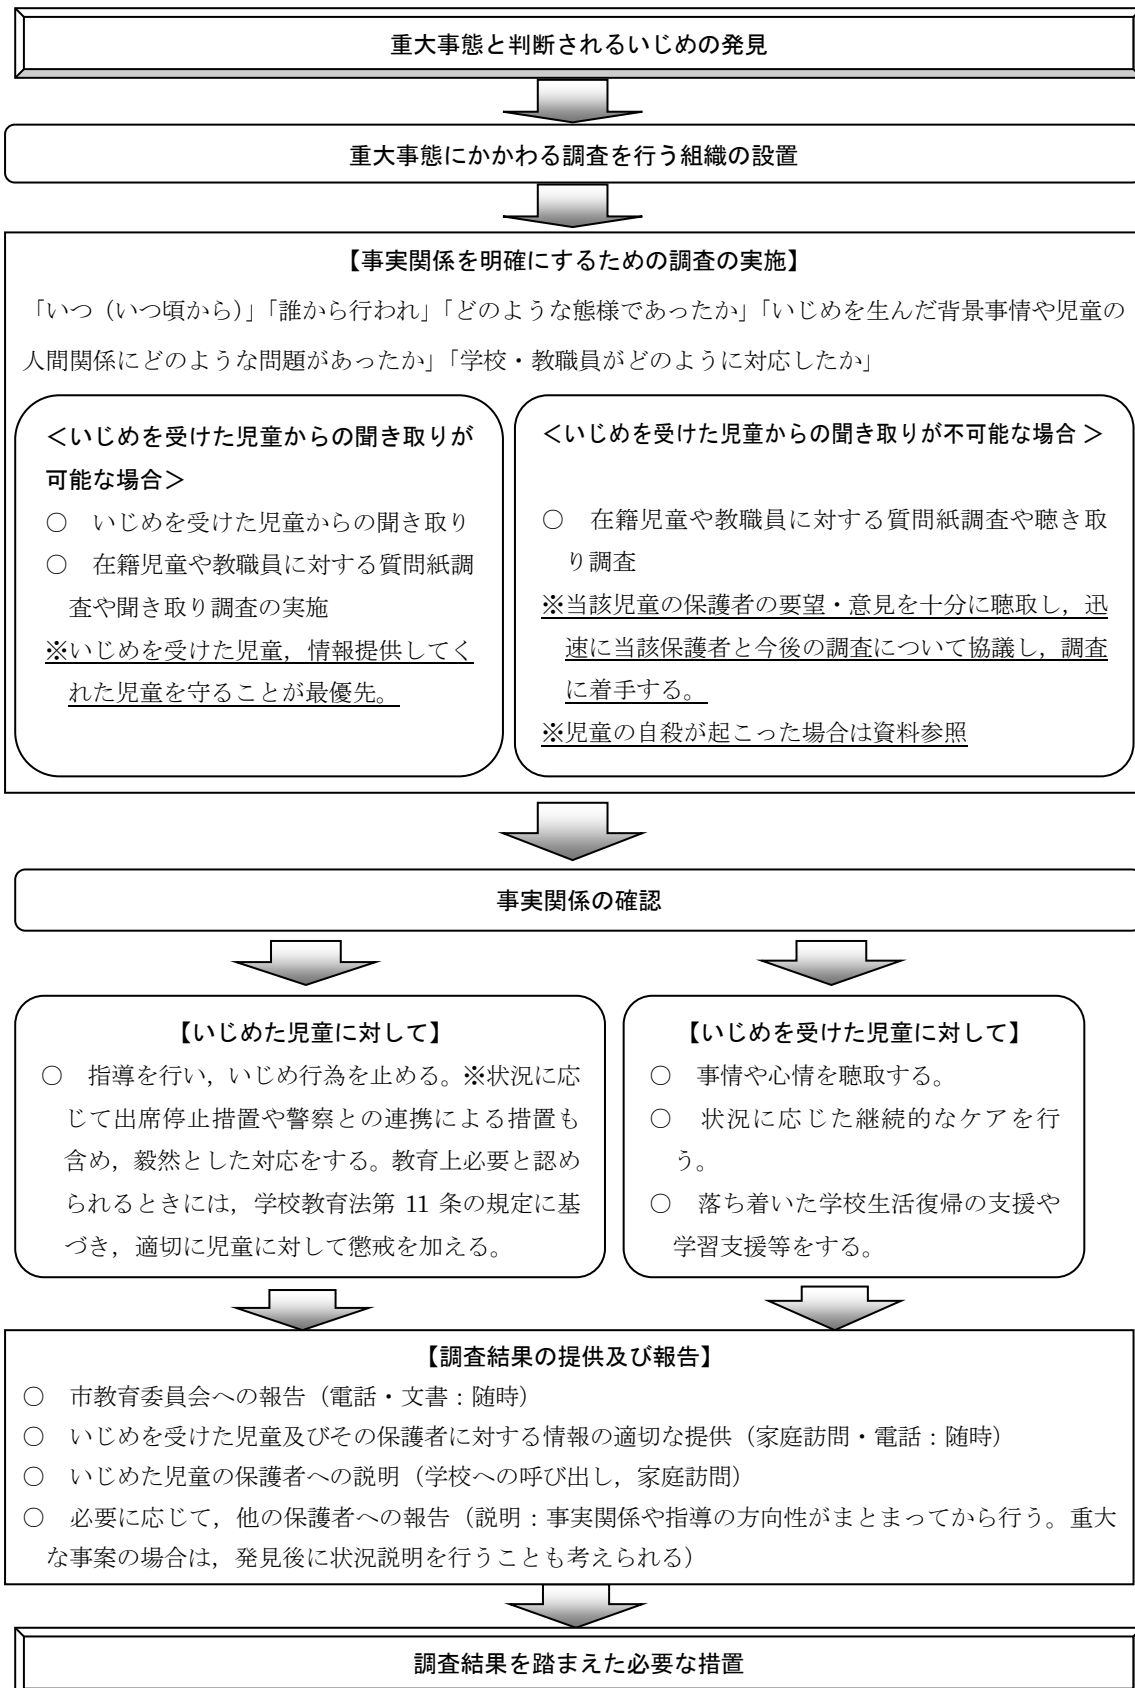 重大事態と判断されるいじめの発見
重大事態にかかわる調査を行う組織の設置
【事実関係を明確にするための調査の実施】
「いつ（いつ頃から）」「誰から行われ」「どのような態様であったか」「いじめを生んだ背景事情や児童の
人間関係にどのような問題があったか」「学校・教職員がどのように対応したか」
＜いじめを受けた児童からの聞き取りが
可能な場合＞
○　いじめを受けた児童からの聞き取り
○　在籍児童や教職員に対する質問紙調
査や聞き取り調査の実施
※いじめを受けた児童，情報提供してく
れた児童を守ることが最優先。
＜いじめを受けた児童からの聞き取りが不可能な場合＞
○　在籍児童や教職員に対する質問紙調査や聴き取
り調査
※当該児童の保護者の要望・意見を十分に聴取し，迅
速に当該保護者と今後の調査について協議し，調査
に着手する。
※児童の自殺が起こった場合は資料参照
事実関係の確認
【いじめた児童に対して】
○　指導を行い，いじめ行為を止める。※状況に応
じて出席停止措置や警察との連携による措置も
含め，毅然とした対応をする。教育上必要と認め
られるときには，学校教育法第 11 条の規定に基
づき，適切に児童に対して懲戒を加える。
【いじめを受けた児童に対して】
○　事情や心情を聴取する。
○　状況に応じた継続的なケアを行
う。
○　落ち着いた学校生活復帰の支援や
学習支援等をする。
【調査結果の提供及び報告】
○　市教育委員会への報告（電話・文書：随時）
○　いじめを受けた児童及びその保護者に対する情報の適切な提供（家庭訪問・電話：随時）
○　いじめた児童の保護者への説明（学校への呼び出し，家庭訪問）
○　必要に応じて，他の保護者への報告（説明：事実関係や指導の方向性がまとまってから行う。重大
な事案の場合は，発見後に状況説明を行うことも考えられる）
調査結果を踏まえた必要な措置